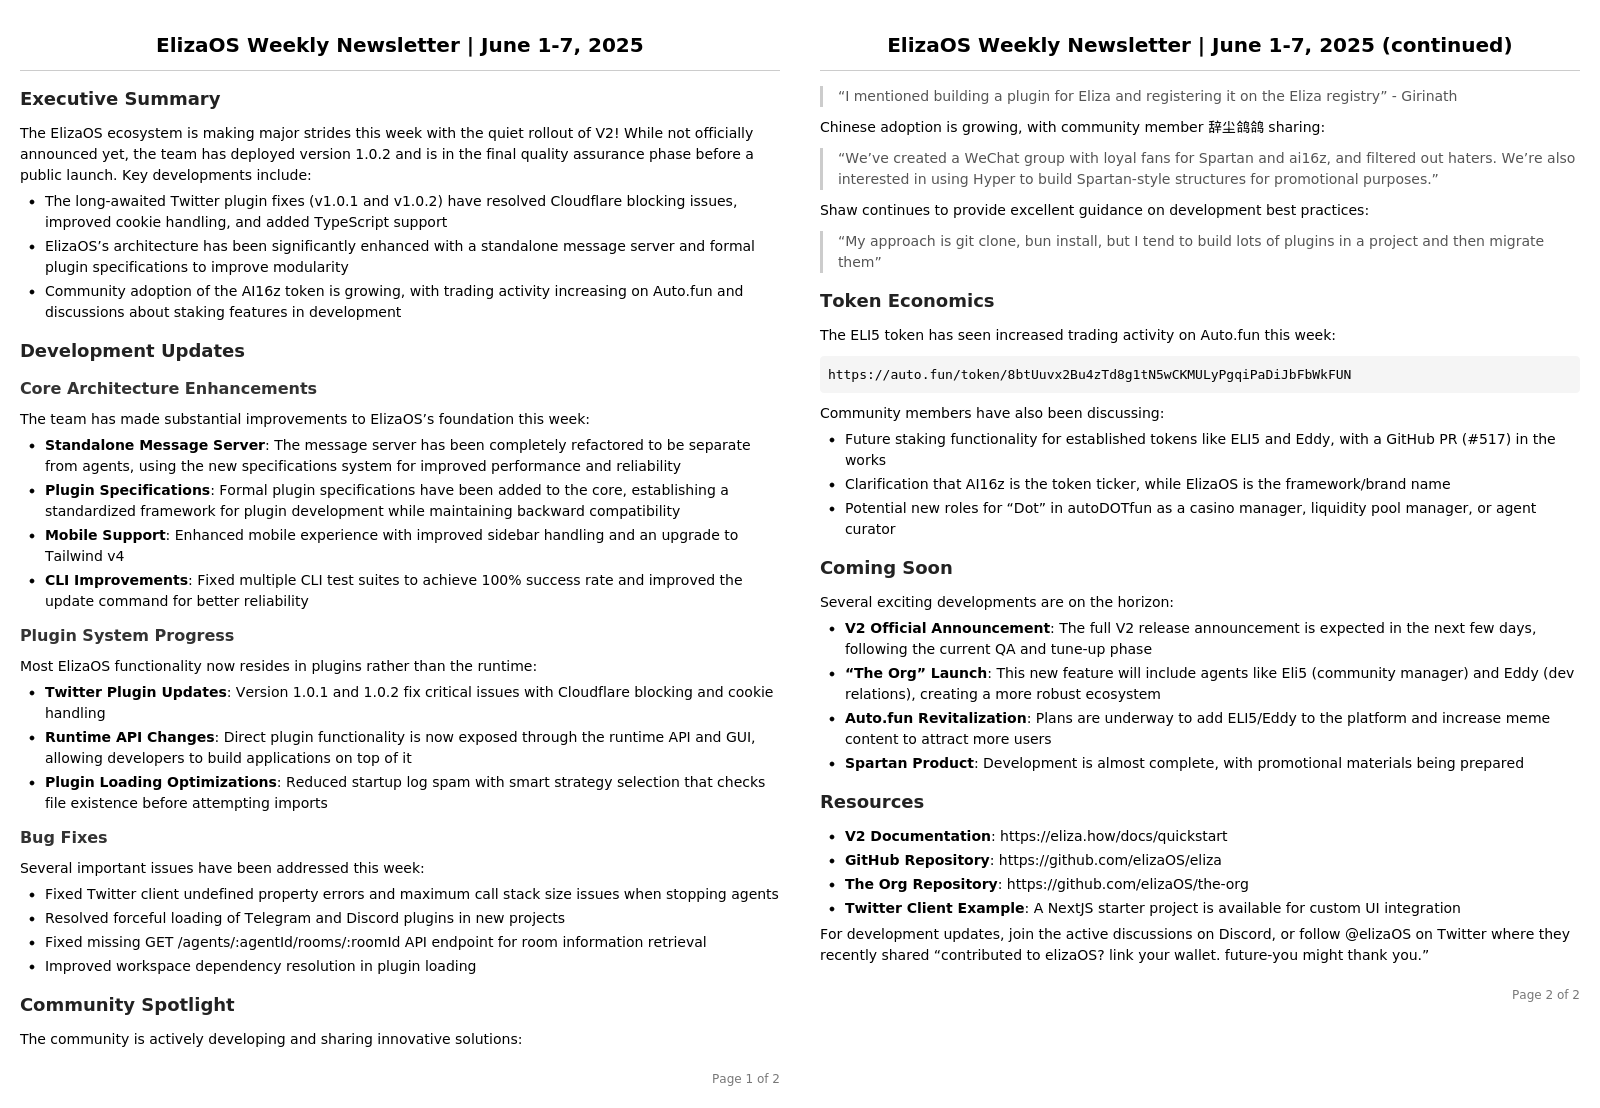 ElizaOS Weekly Newsletter | June 1-7, 2025
Executive Summary
The ElizaOS ecosystem is making major strides this week with the quiet rollout of V2! While not officially
announced yet, the team has deployed version 1.0.2 and is in the final quality assurance phase before a
public launch. Key developments include:
• The long-awaited Twitter plugin fixes (v1.0.1 and v1.0.2) have resolved Cloudflare blocking issues,
improved cookie handling, and added TypeScript support
• ElizaOS’s architecture has been significantly enhanced with a standalone message server and formal
plugin specifications to improve modularity
• Community adoption of the AI16z token is growing, with trading activity increasing on Auto.fun and
discussions about staking features in development
Development Updates
Core Architecture Enhancements
The team has made substantial improvements to ElizaOS’s foundation this week:
• Standalone Message Server: The message server has been completely refactored to be separate
from agents, using the new specifications system for improved performance and reliability
• Plugin Specifications: Formal plugin specifications have been added to the core, establishing a
standardized framework for plugin development while maintaining backward compatibility
• Mobile Support: Enhanced mobile experience with improved sidebar handling and an upgrade to
Tailwind v4
• CLI Improvements: Fixed multiple CLI test suites to achieve 100% success rate and improved the
update command for better reliability
Plugin System Progress
Most ElizaOS functionality now resides in plugins rather than the runtime:
• Twitter Plugin Updates: Version 1.0.1 and 1.0.2 fix critical issues with Cloudflare blocking and cookie
handling
• Runtime API Changes: Direct plugin functionality is now exposed through the runtime API and GUI,
allowing developers to build applications on top of it
• Plugin Loading Optimizations: Reduced startup log spam with smart strategy selection that checks
file existence before attempting imports
Bug Fixes
Several important issues have been addressed this week:
• Fixed Twitter client undefined property errors and maximum call stack size issues when stopping agents
• Resolved forceful loading of Telegram and Discord plugins in new projects
• Fixed missing GET /agents/:agentId/rooms/:roomId API endpoint for room information retrieval
• Improved workspace dependency resolution in plugin loading
Community Spotlight
The community is actively developing and sharing innovative solutions:
Page 1 of 2
ElizaOS Weekly Newsletter | June 1-7, 2025 (continued)
“I mentioned building a plugin for Eliza and registering it on the Eliza registry” - Girinath
Chinese adoption is growing, with community member 辞尘鸽鸽 sharing:
“We’ve created a WeChat group with loyal fans for Spartan and ai16z, and filtered out haters. We’re also
interested in using Hyper to build Spartan-style structures for promotional purposes.”
Shaw continues to provide excellent guidance on development best practices:
“My approach is git clone, bun install, but I tend to build lots of plugins in a project and then migrate
them”
Token Economics
The ELI5 token has seen increased trading activity on Auto.fun this week:
https://auto.fun/token/8btUuvx2Bu4zTd8g1tN5wCKMULyPgqiPaDiJbFbWkFUN
Community members have also been discussing:
• Future staking functionality for established tokens like ELI5 and Eddy, with a GitHub PR (#517) in the
works
• Clarification that AI16z is the token ticker, while ElizaOS is the framework/brand name
• Potential new roles for “Dot” in autoDOTfun as a casino manager, liquidity pool manager, or agent
curator
Coming Soon
Several exciting developments are on the horizon:
• V2 Official Announcement: The full V2 release announcement is expected in the next few days,
following the current QA and tune-up phase
• “The Org” Launch: This new feature will include agents like Eli5 (community manager) and Eddy (dev
relations), creating a more robust ecosystem
• Auto.fun Revitalization: Plans are underway to add ELI5/Eddy to the platform and increase meme
content to attract more users
• Spartan Product: Development is almost complete, with promotional materials being prepared
Resources
• V2 Documentation: https://eliza.how/docs/quickstart
• GitHub Repository: https://github.com/elizaOS/eliza
• The Org Repository: https://github.com/elizaOS/the-org
• Twitter Client Example: A NextJS starter project is available for custom UI integration
For development updates, join the active discussions on Discord, or follow @elizaOS on Twitter where they
recently shared “contributed to elizaOS? link your wallet. future-you might thank you.”
Page 2 of 2